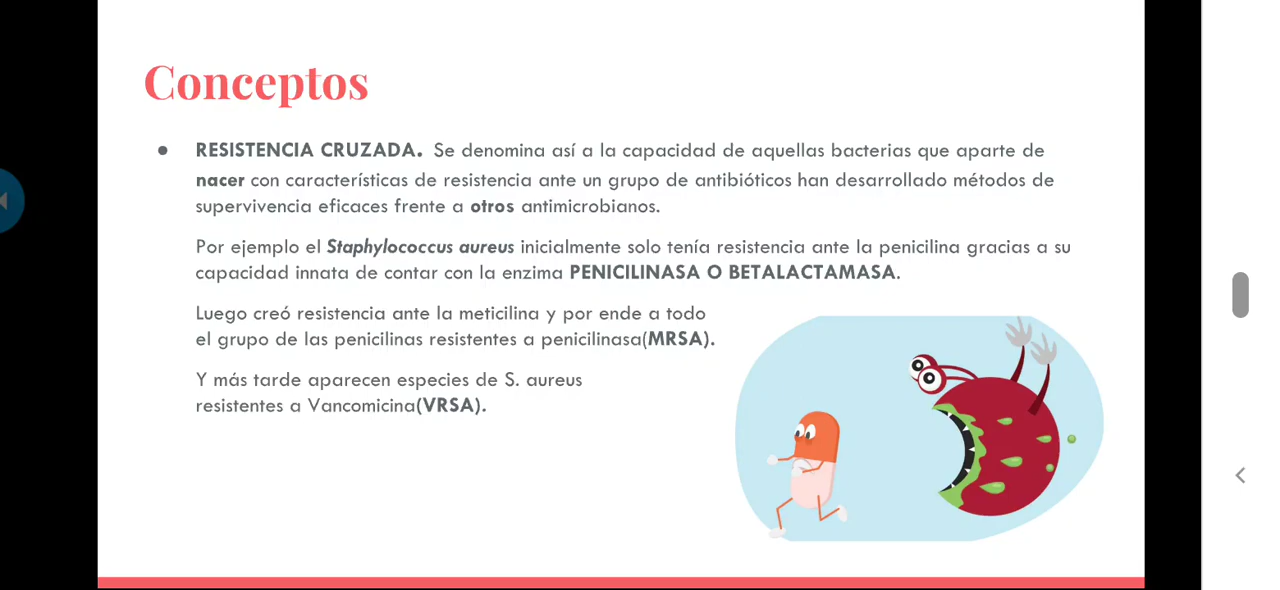 Conceptos
● RESISTENCIA CRUZADA. Se denomina así a la capacidad de aquellas bacterias que aparte de
nacer con características de resistencia ante un grupo de antibióticos han desarrollado métodos de
supervivencia eficaces frente a otros antimicrobianos.
Por ejemplo el Staphylococcus aureus inicialmente solo tenía resistencia ante la penicilina gracias a su
capacidad innata de contar con la enzima PENICILINASA O BETALACTAMASA.
Luego creó resistencia ante la meticilina y por ende a todo
el grupo de las penicilinas resistentes a penicilinasa(MRSA).
Y más tarde aparecen especies de S. aureus
resistentes a Vancomicina(VRSA).